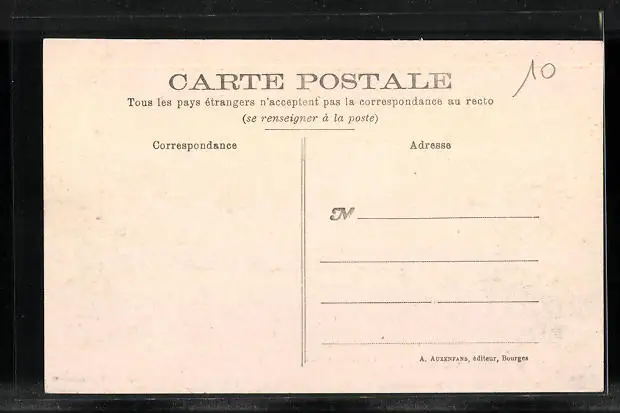 CARTE POSTALE
10
Tous les pays étrangers n'acceptent pas la correspondance au recto
(se renseigner à la poste)
Correspondance
Adresse
M
A. AUXENFANS, éditeur, Bourges